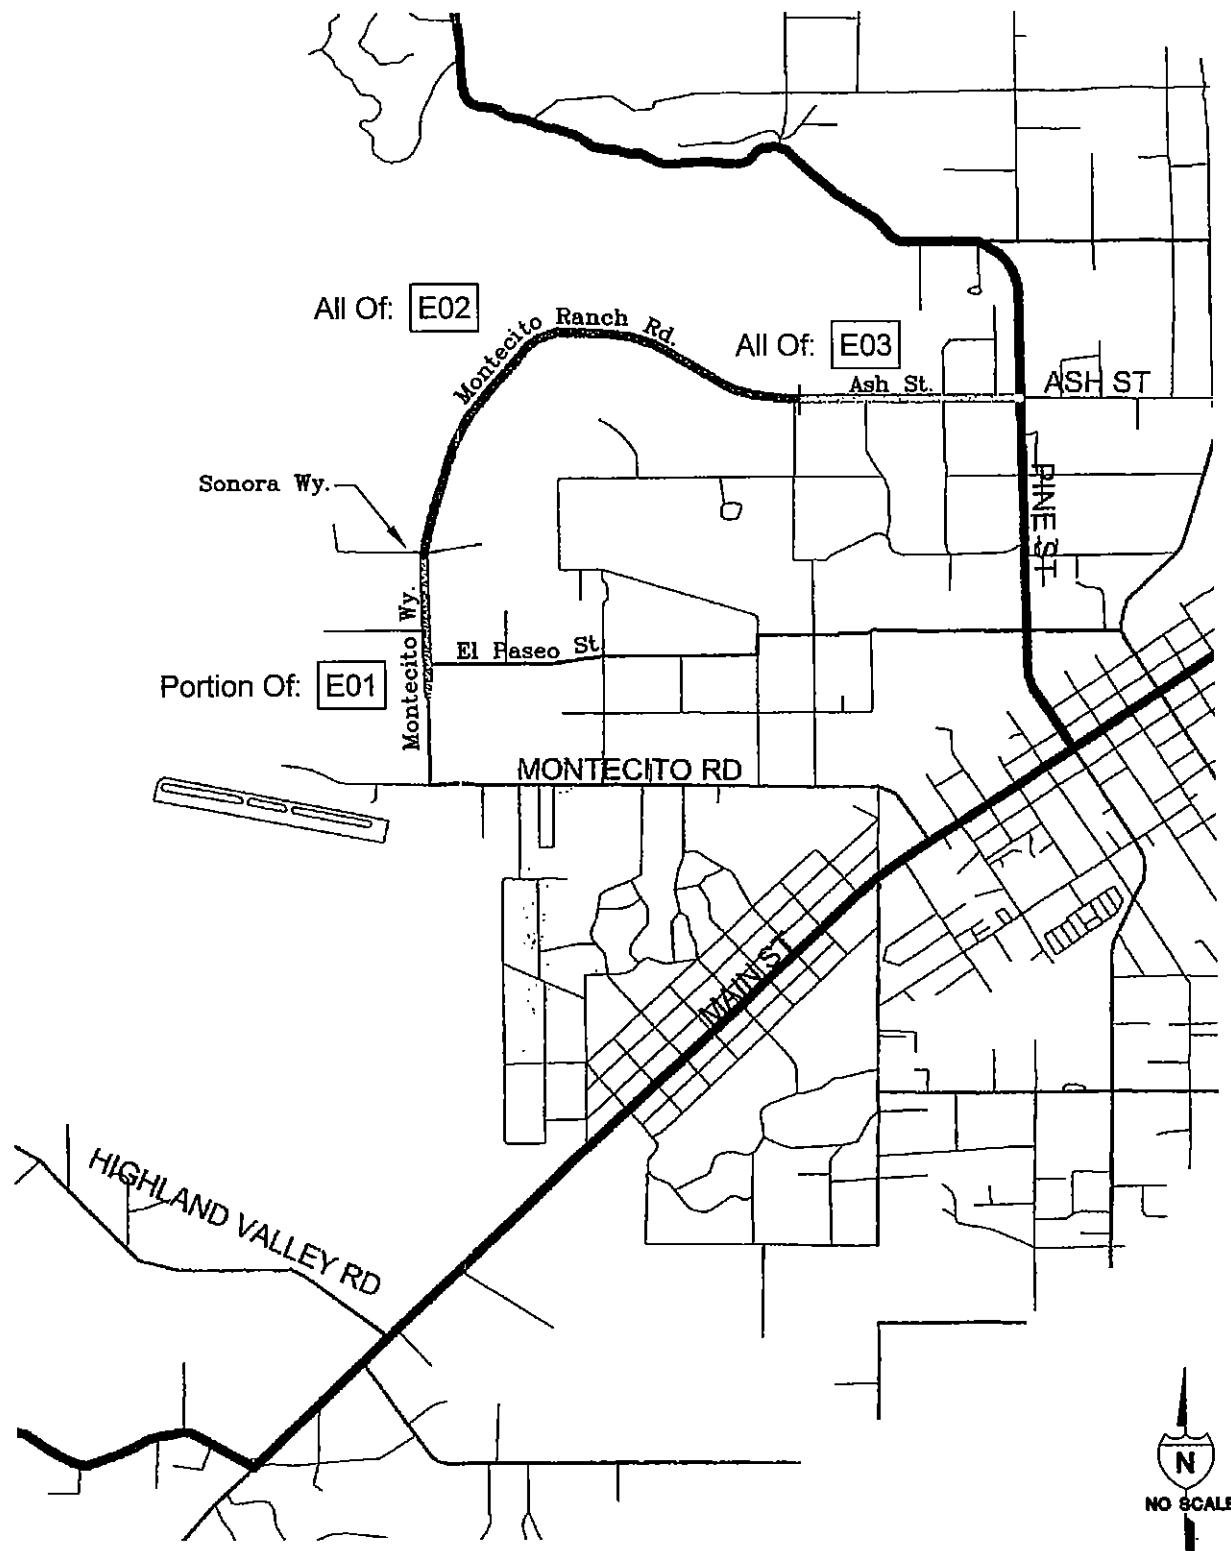 All Of: E02
Montecito Ranch Rd.
All Of: E03
Ash St.
ASH ST
Sonora Wy.
PINE ST
Montecito Wy.
El Paseo St
Portion Of: E01
MONTECITO RD
MAIN ST
HIGHLAND VALLEY RD
N
NO SCALE